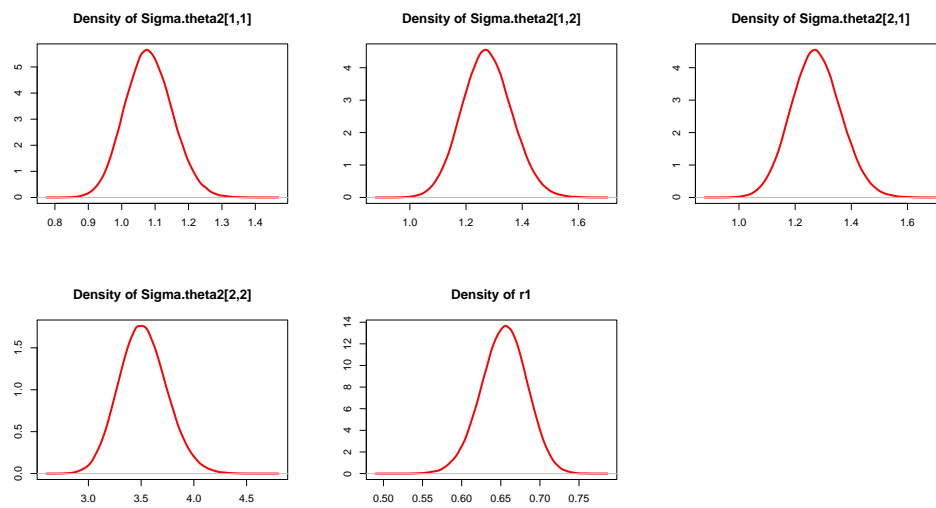 Density of Sigma.theta2[1,1]
Density of Sigma.theta2[1,2]
Density of Sigma.theta2[2,1]
5
4
3
2
1
0
0.8 0.9 1.0 1.1 1.2 1.3 1.4
4
3
2
1
0
1.0 1.2 1.4 1.6
4
3
2
1
0
1.0 1.2 1.4 1.6
Density of Sigma.theta2[2,2]
Density of r1
1.5
1.0
0.5
0.0
3.0 3.5 4.0 4.5
14
12
10
8
6
4
2
0
0.50 0.55 0.60 0.65 0.70 0.75